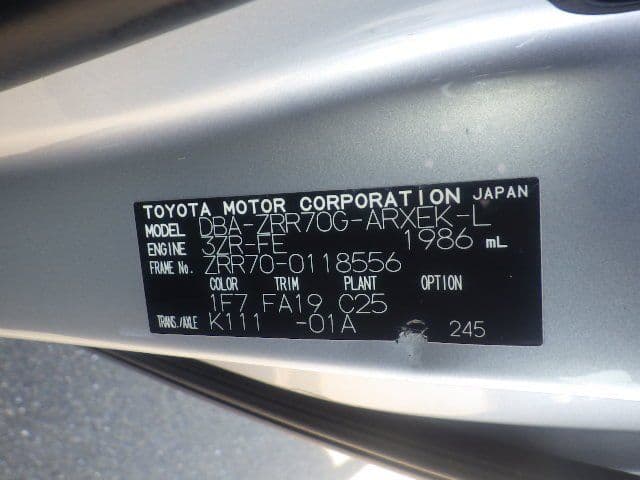 TOYOTA MOTOR CORPORATION JAPAN
MODEL DBA-ZRR70G-ARXEK-L
ENGINE 3ZR-FE 1986 mL
FRAME No. ZRR70-0118556
COLOR TRIM PLANT OPTION
1F7 FA19 C25
TRANS./AXLE K111 -01A 245